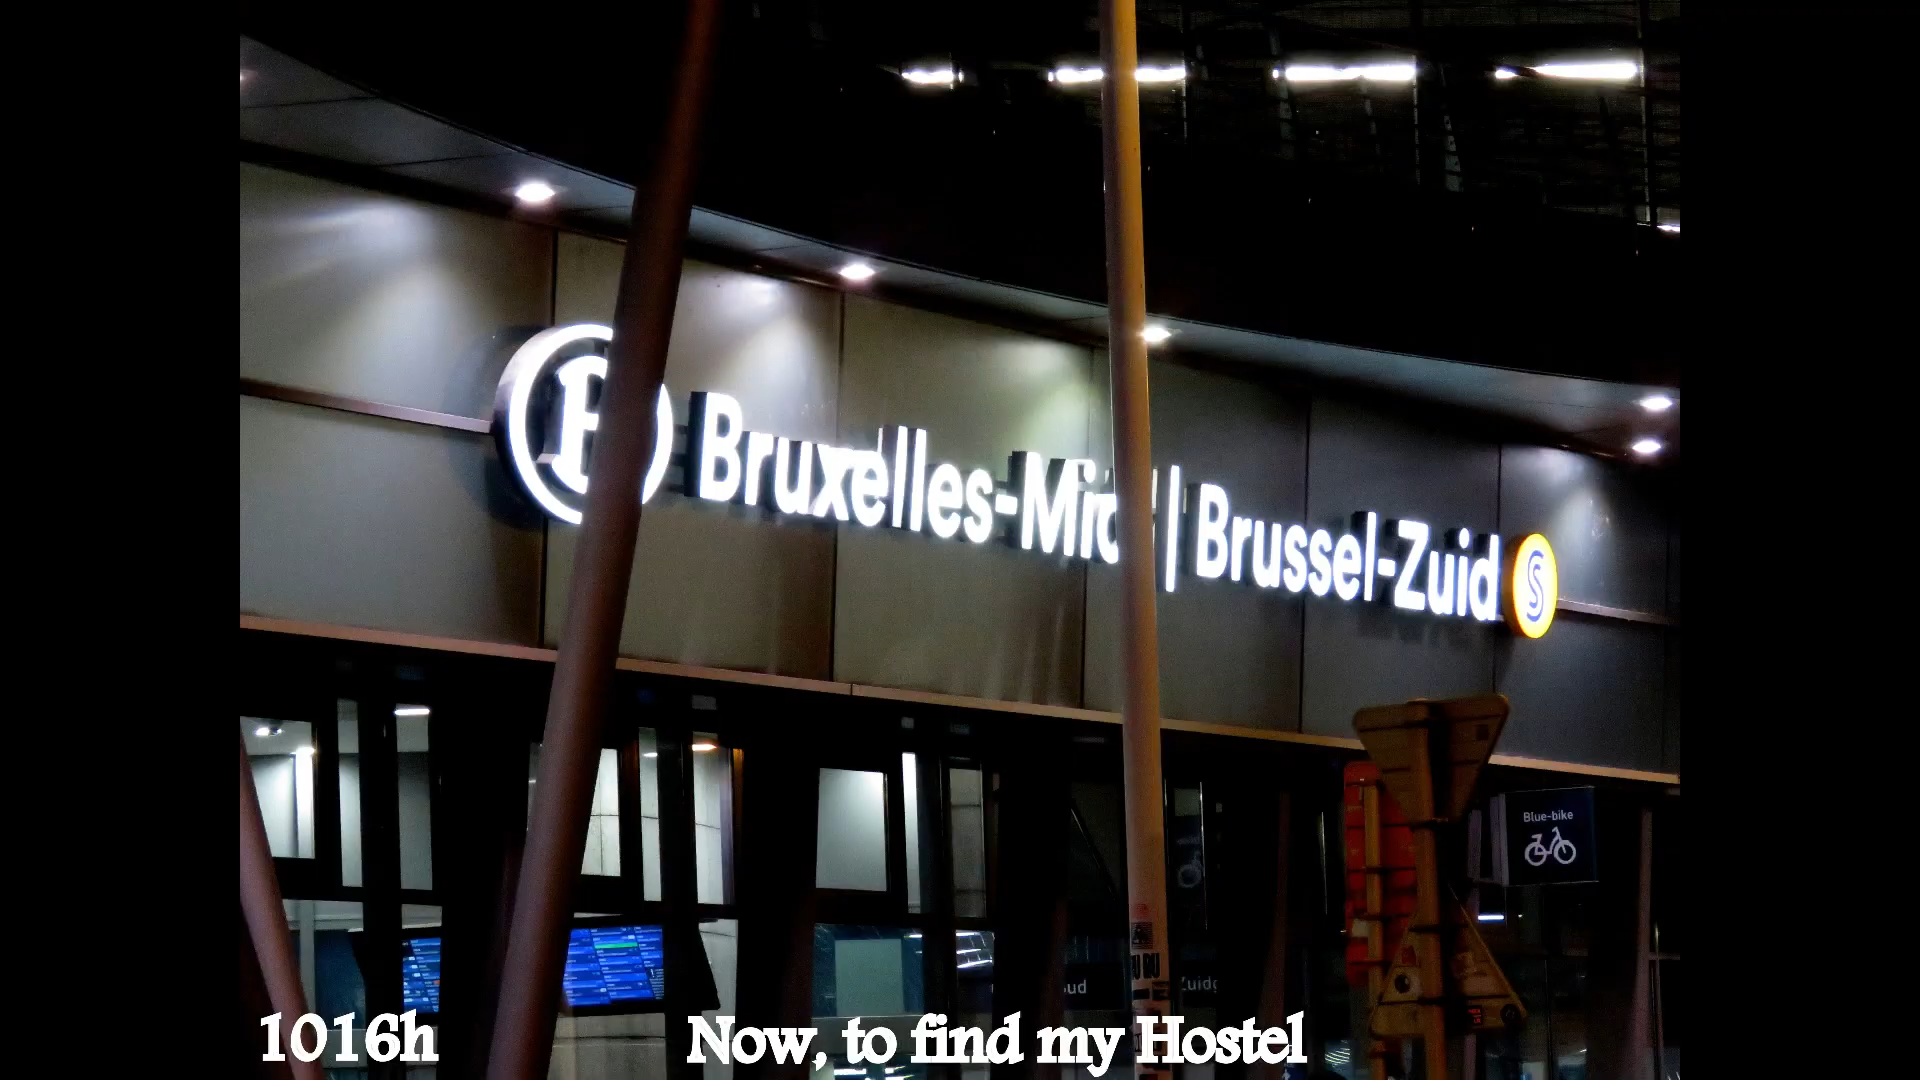 B Bruxelles-Mid | Brussel-Zuid S
Blue-bike
1016h
Now, to find my Hostel